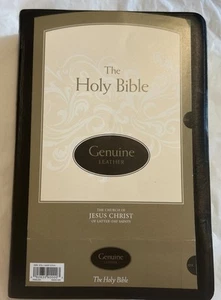 The
Holy Bible
Genuine
LEATHER
THE CHURCH OF
JESUS CHRIST
OF LATTER-DAY SAINTS
Genuine
The Holy Bible